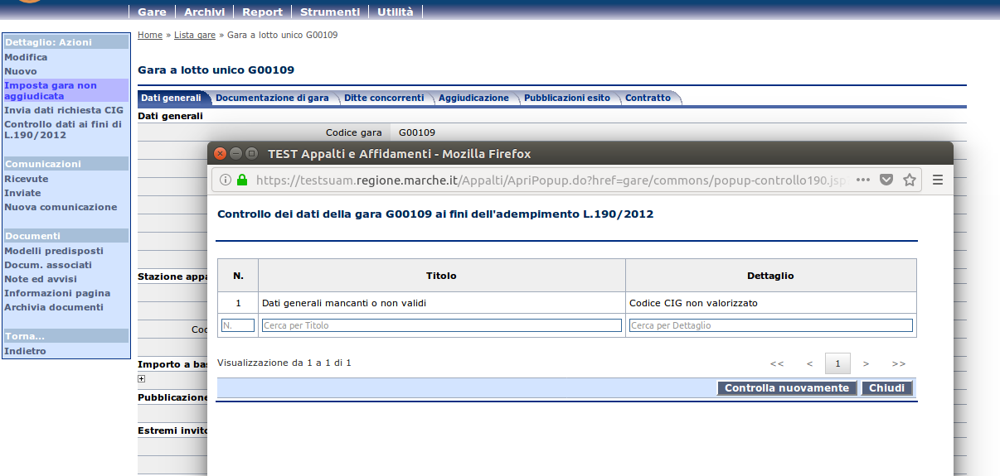 Gare Archivi Report Strumenti Utilità
Home » Lista gare » Gara a lotto unico G00109
Dettaglio: Azioni
Modifica
Nuovo
Imposta gara non
aggiudicata
Invia dati richiesta CIG
Controllo dati ai fini di
L.190/2012
Comunicazioni
Ricevute
Inviate
Nuova comunicazione
Documenti
Modelli predisposti
Docum. associati
Note ed avvisi
Informazioni pagina
Archivia documenti
Torna...
Indietro
Gara a lotto unico G00109
Dati generali Documentazione di gara Ditte concorrenti Aggiudicazione Pubblicazioni esito Contratto
Dati generali
Codice gara G00109
Stazione appa
Coc
Importo a bas
Pubblicazione
Estremi invito
TEST Appalti e Affidamenti - Mozilla Firefox
https://testsuam.regione.marche.it/Appalti/ApriPopup.do?href=gare/commons/popup-controllo190.jsp
Controllo dei dati della gara G00109 ai fini dell'adempimento L.190/2012
N. Titolo Dettaglio
1 Dati generali mancanti o non validi Codice CIG non valorizzato
N. Cerca per Titolo Cerca per Dettaglio
Visualizzazione da 1 a 1 di 1 << < 1 > >>
Controlla nuovamente Chiudi